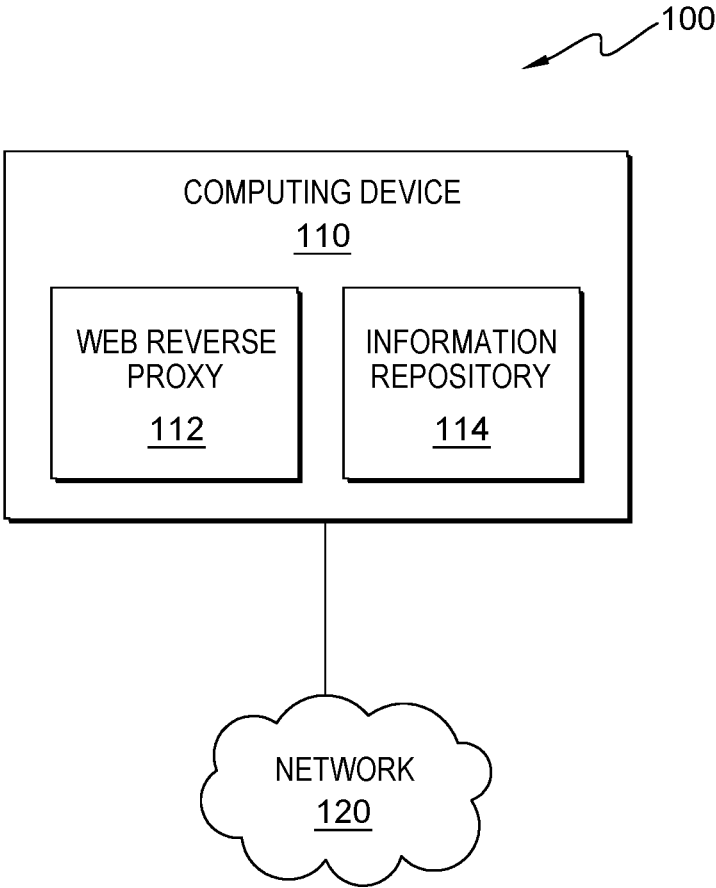 100
COMPUTING DEVICE
110
WEB REVERSE
PROXY
112
INFORMATION
REPOSITORY
114
NETWORK
120